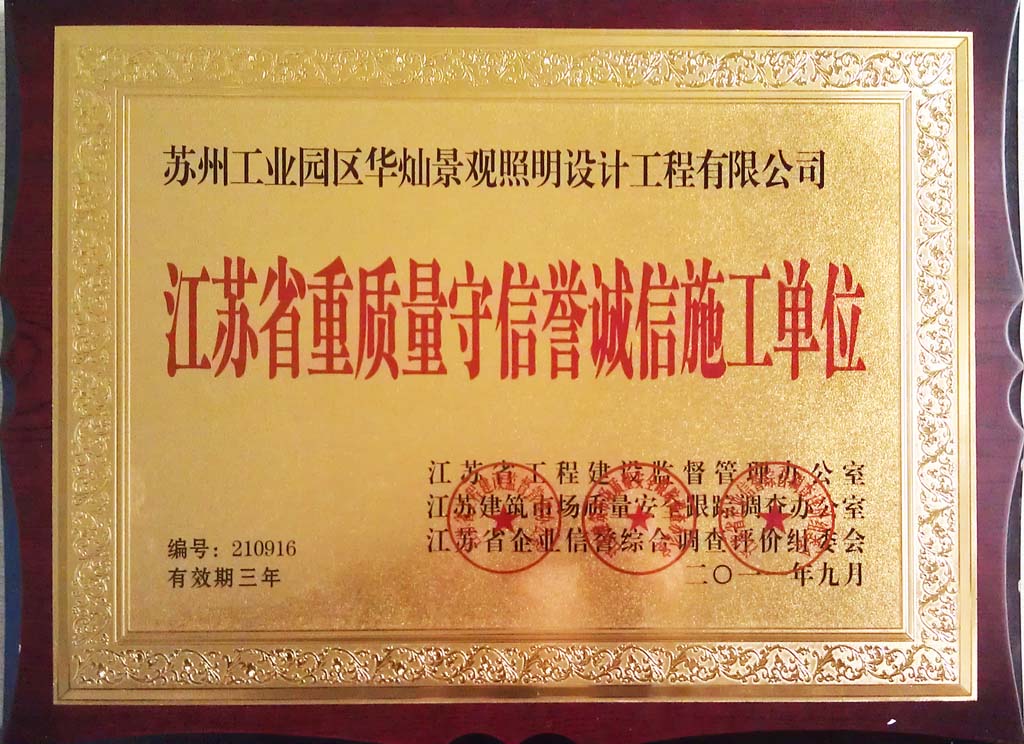 苏州工业园区华灿景观照明设计工程有限公司
江苏省重质量守信誉诚信施工单位
江苏省工程建设监督管理办公室
江苏建筑市场质量安全跟踪调查办公室
江苏省企业信誉综合调查评价组委会
二〇一一年九月
编号：210916
有效期三年